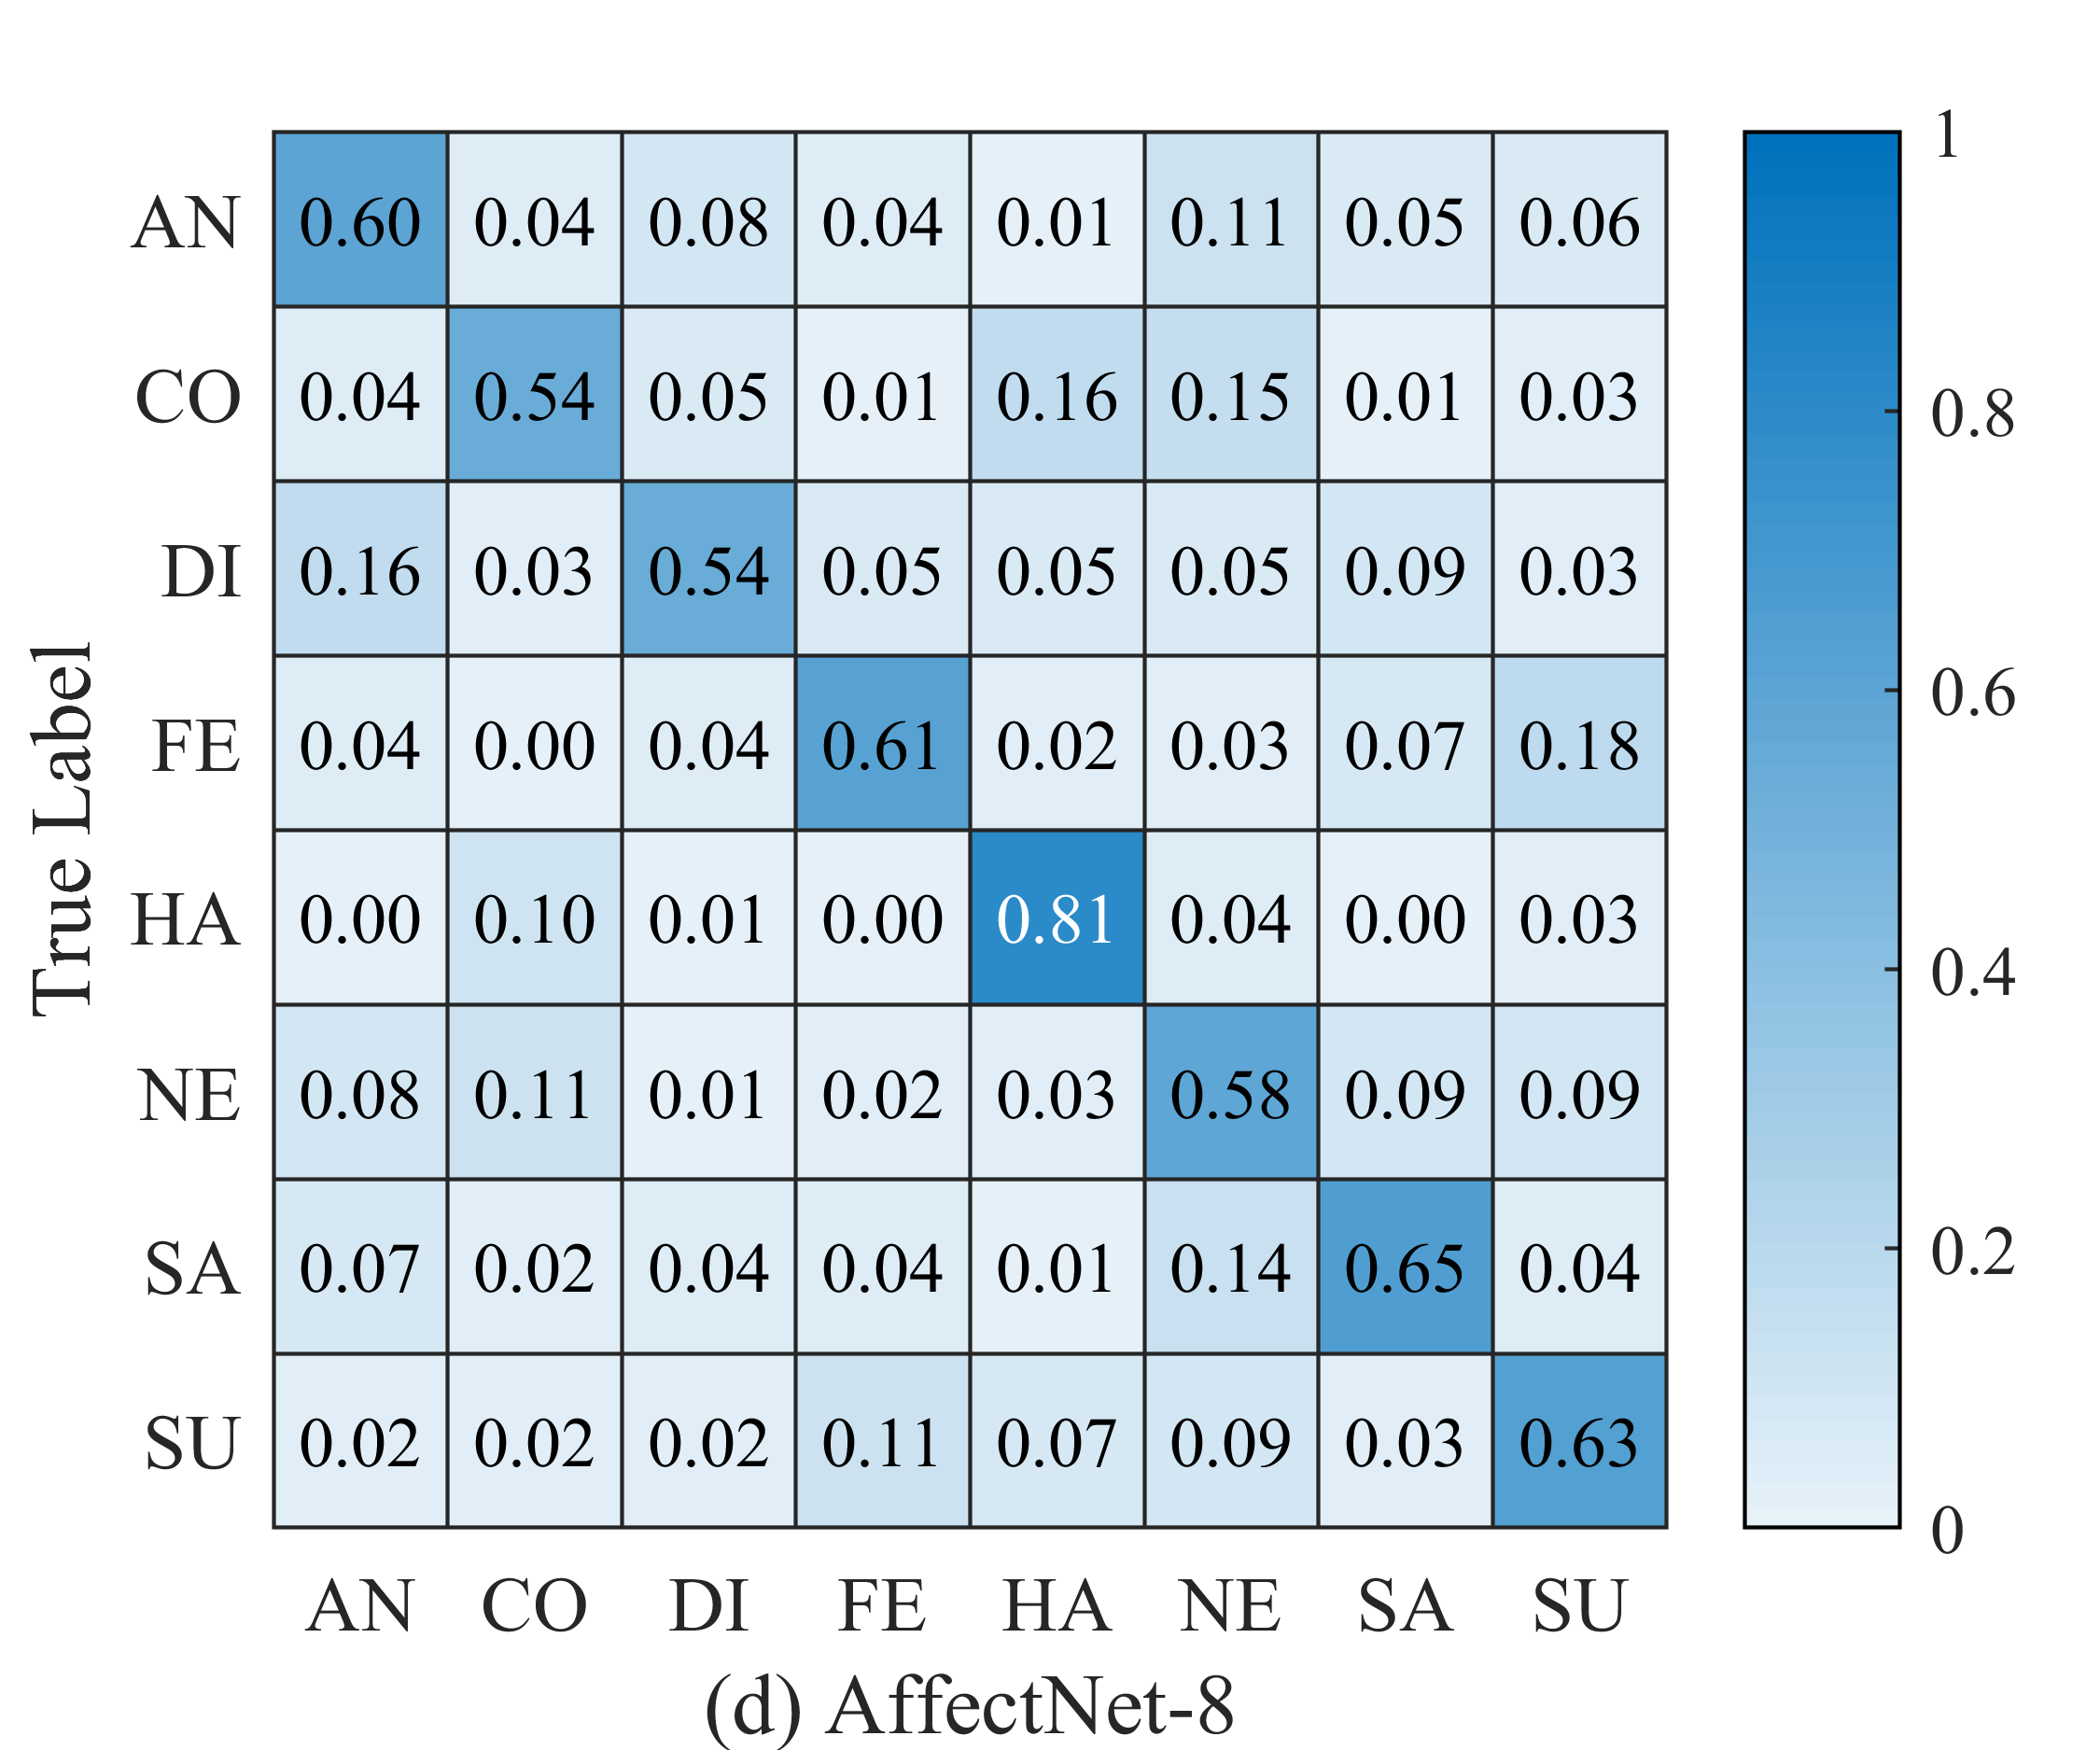 1
AN 0.60 0.04 0.08 0.04 0.01 0.11 0.05 0.06
CO 0.04 0.54 0.05 0.01 0.16 0.15 0.01 0.03
0.8
DI 0.16 0.03 0.54 0.05 0.05 0.05 0.09 0.03
0.6
FE 0.04 0.00 0.04 0.61 0.02 0.03 0.07 0.18
True Label
HA 0.00 0.10 0.01 0.00 0.81 0.04 0.00 0.03
0.4
NE 0.08 0.11 0.01 0.02 0.03 0.58 0.09 0.09
0.2
SA 0.07 0.02 0.04 0.04 0.01 0.14 0.65 0.04
SU 0.02 0.02 0.02 0.11 0.07 0.09 0.03 0.63
0
AN CO DI FE HA NE SA SU
(d) AffectNet-8